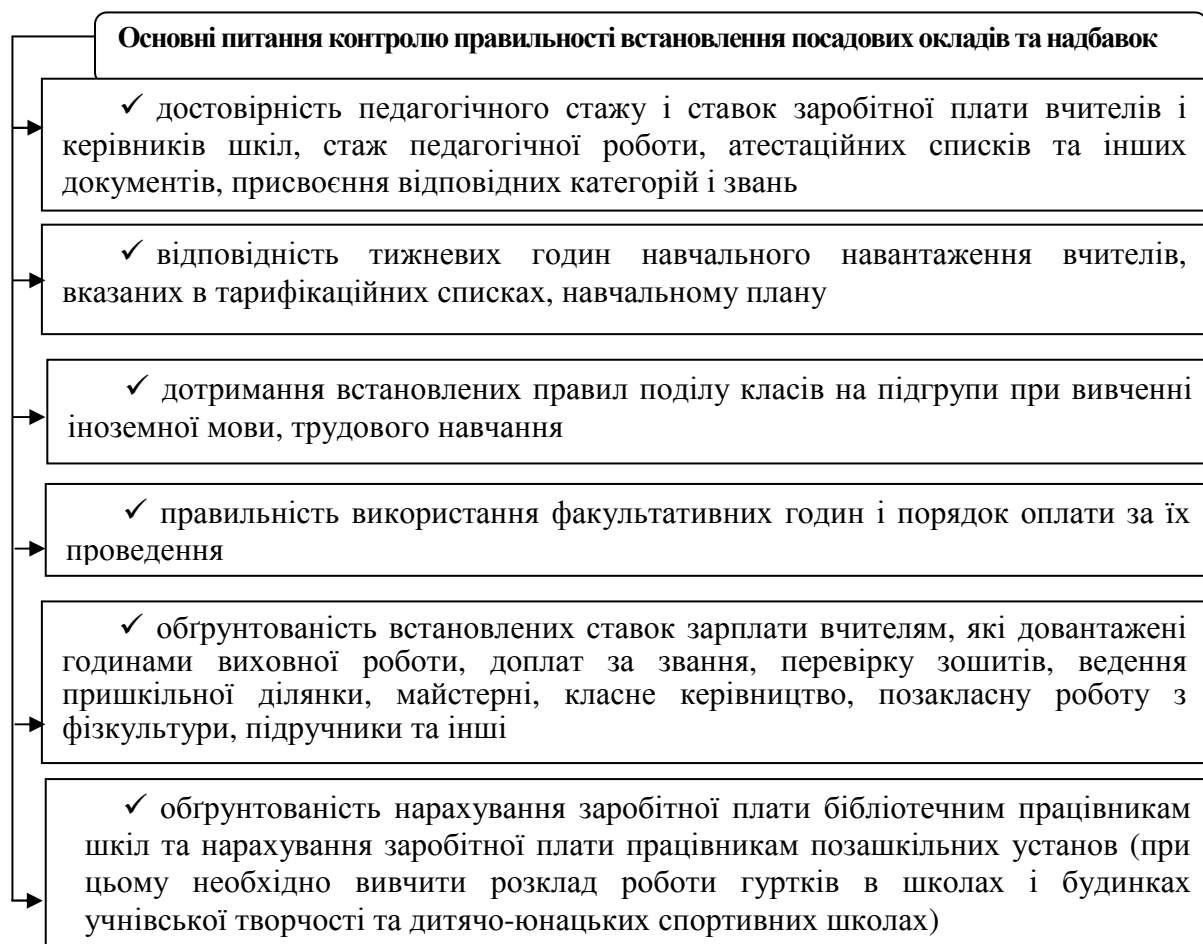 Основні питання контролю правильності встановлення посадових окладів та надбавок
✓ достовірність педагогічного стажу і ставок заробітної плати вчителів і
керівників шкіл, стаж педагогічної роботи, атестаційних списків та інших
документів, присвоєння відповідних категорій і звань
✓ відповідність тижневих годин навчального навантаження вчителів,
вказаних в тарифікаційних списках, навчальному плану
✓ дотримання встановлених правил поділу класів на підгрупи при вивченні
іноземної мови, трудового навчання
✓ правильність використання факультативних годин і порядок оплати за їх
проведення
✓ обґрунтованість встановлених ставок зарплати вчителям, які довантажені
годинами виховної роботи, доплат за звання, перевірку зошитів, ведення
пришкільної ділянки, майстерні, класне керівництво, позакласну роботу з
фізкультури, підручники та інші
✓ обґрунтованість нарахування заробітної плати бібліотечним працівникам
шкіл та нарахування заробітної плати працівникам позашкільних установ (при
цьому необхідно вивчити розклад роботи гуртків в школах і будинках
учнівської творчості та дитячо-юнацьких спортивних школах)